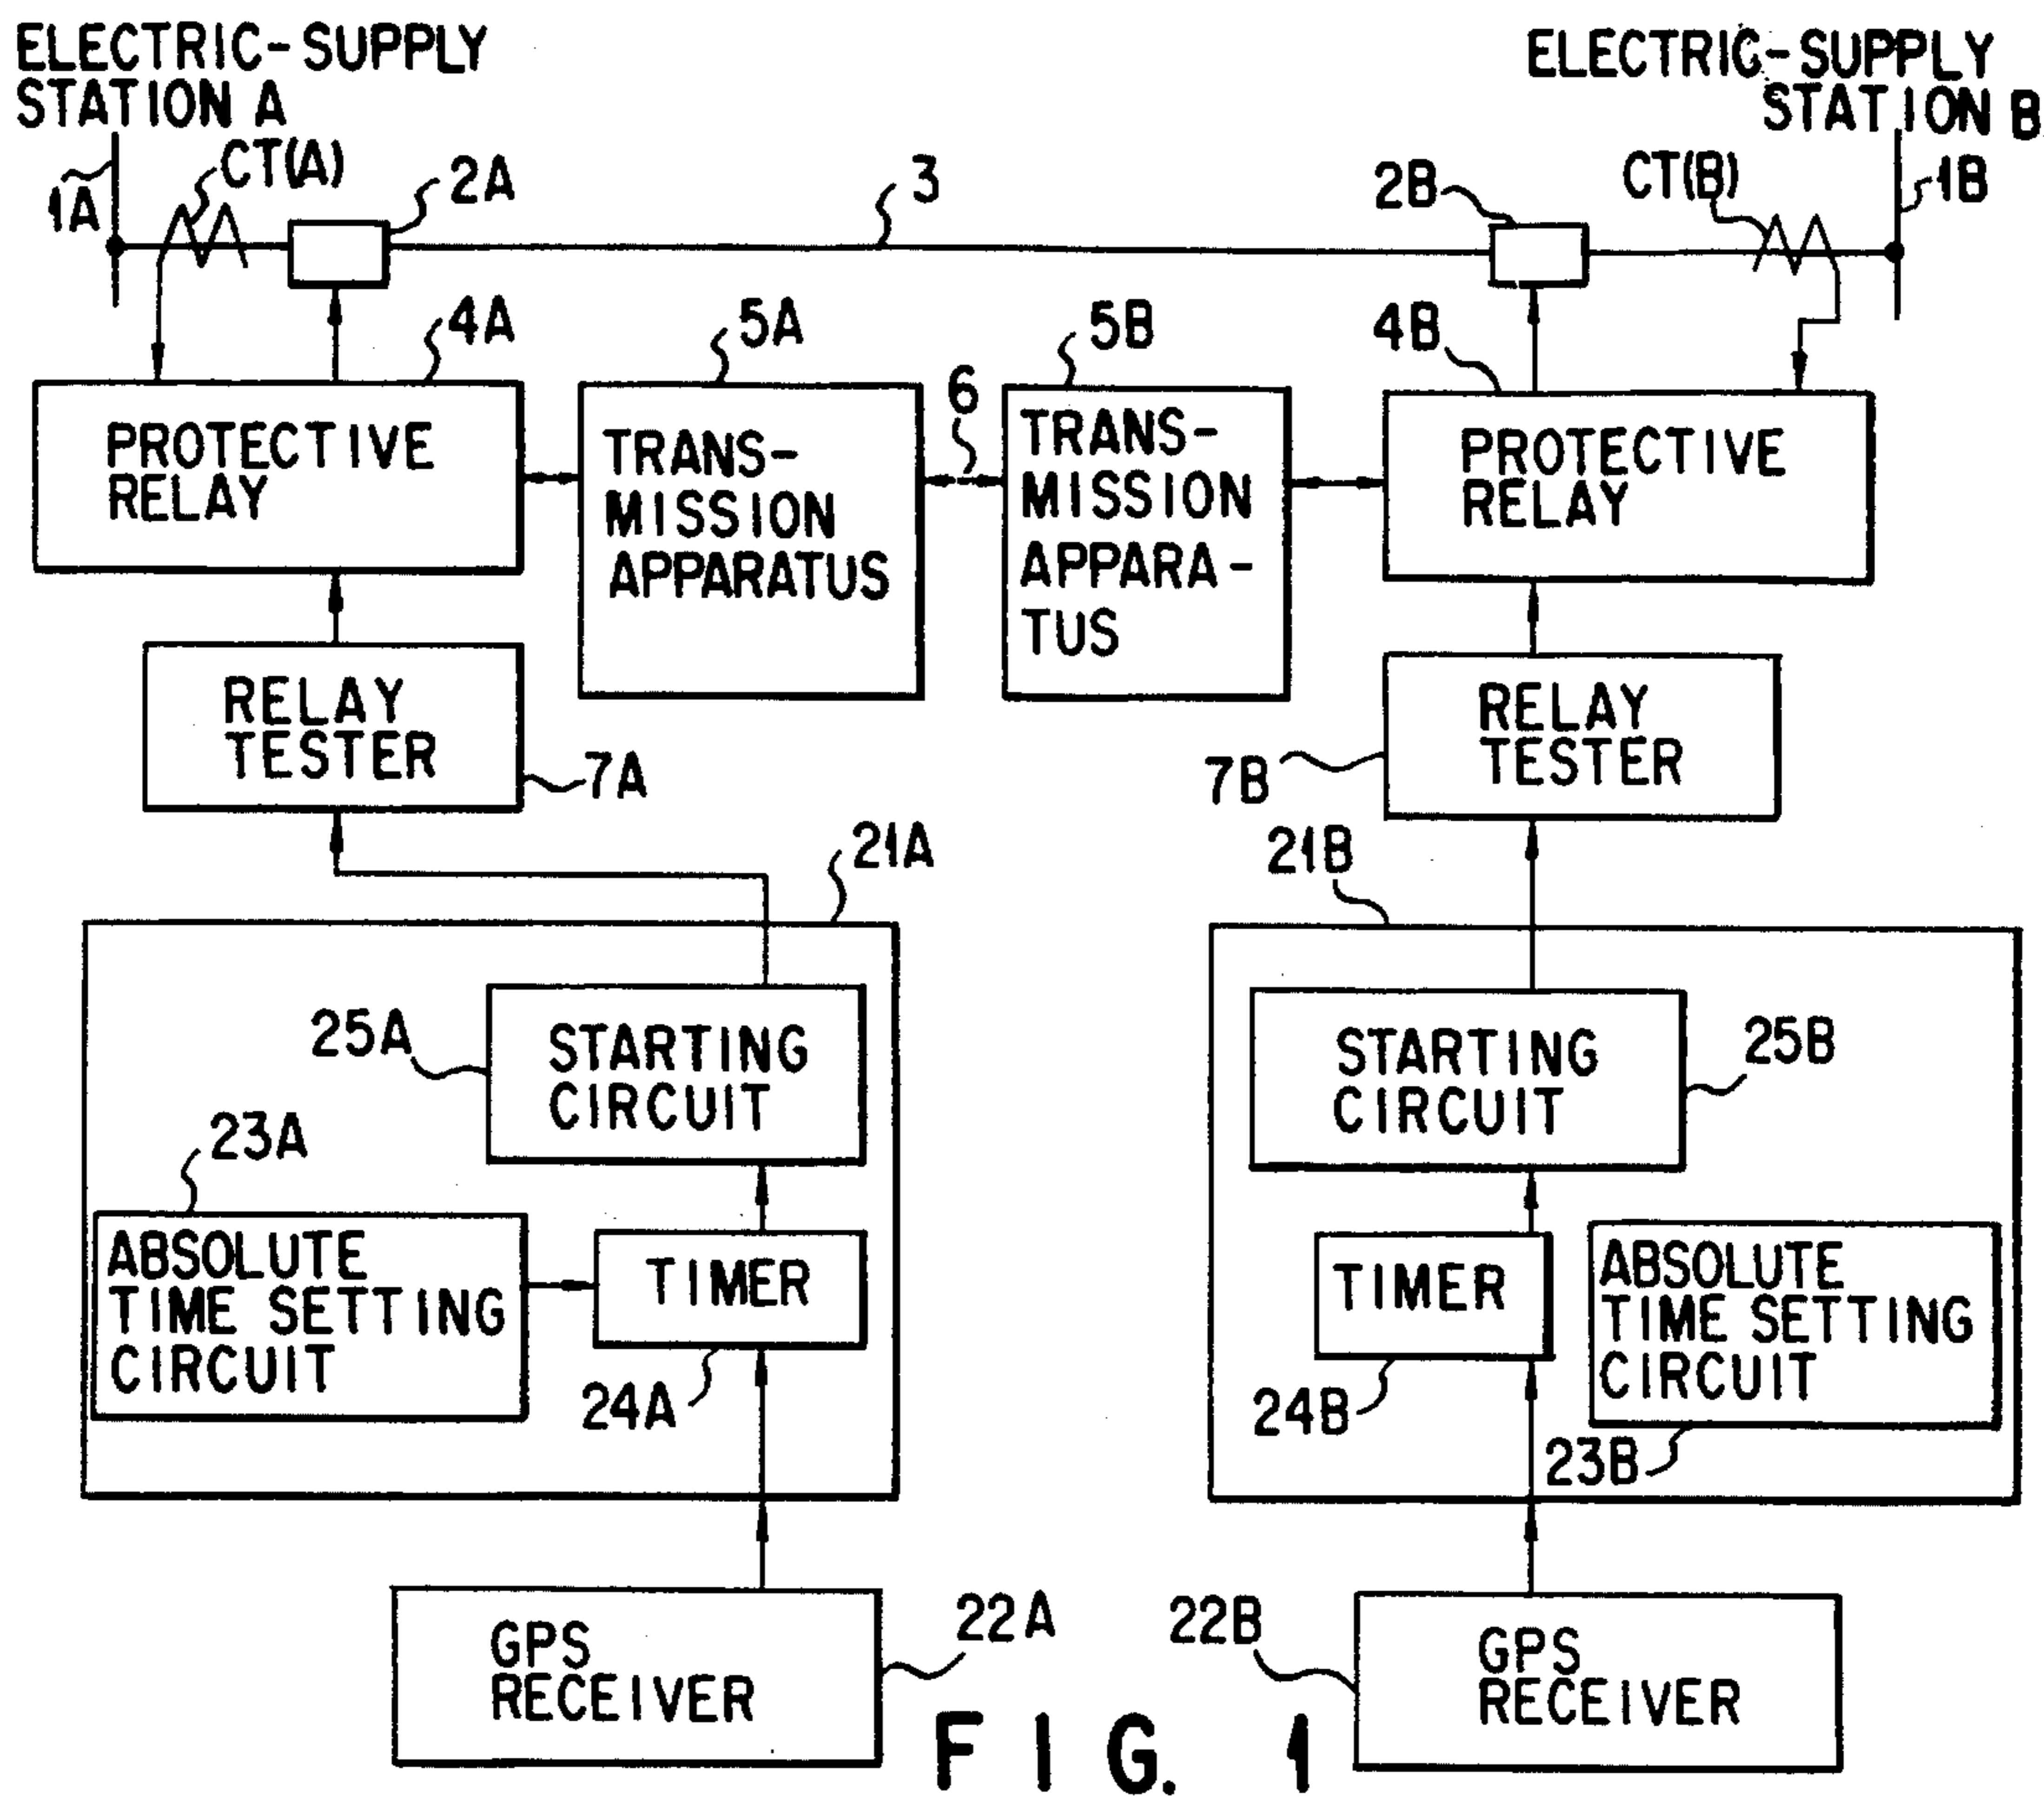 ELECTRIC-SUPPLY
STATION A
ELECTRIC-SUPPLY
STATION B
1A
CT(A)
2A
3
2B
CT(B)
1B
4A
5A
6
5B
4B
PROTECTIVE
RELAY
TRANS-
MISSION
APPARATUS
TRANS-
MISSION
APPARA-
TUS
PROTECTIVE
RELAY
RELAY
TESTER
7A
7B
RELAY
TESTER
21A
21B
25A
STARTING
CIRCUIT
STARTING
CIRCUIT
25B
23A
ABSOLUTE
TIME SETTING
CIRCUIT
TIMER
24A
TIMER
24B
ABSOLUTE
TIME SETTING
CIRCUIT
23B
GPS
RECEIVER
22A
22B
GPS
RECEIVER
FIG. 1